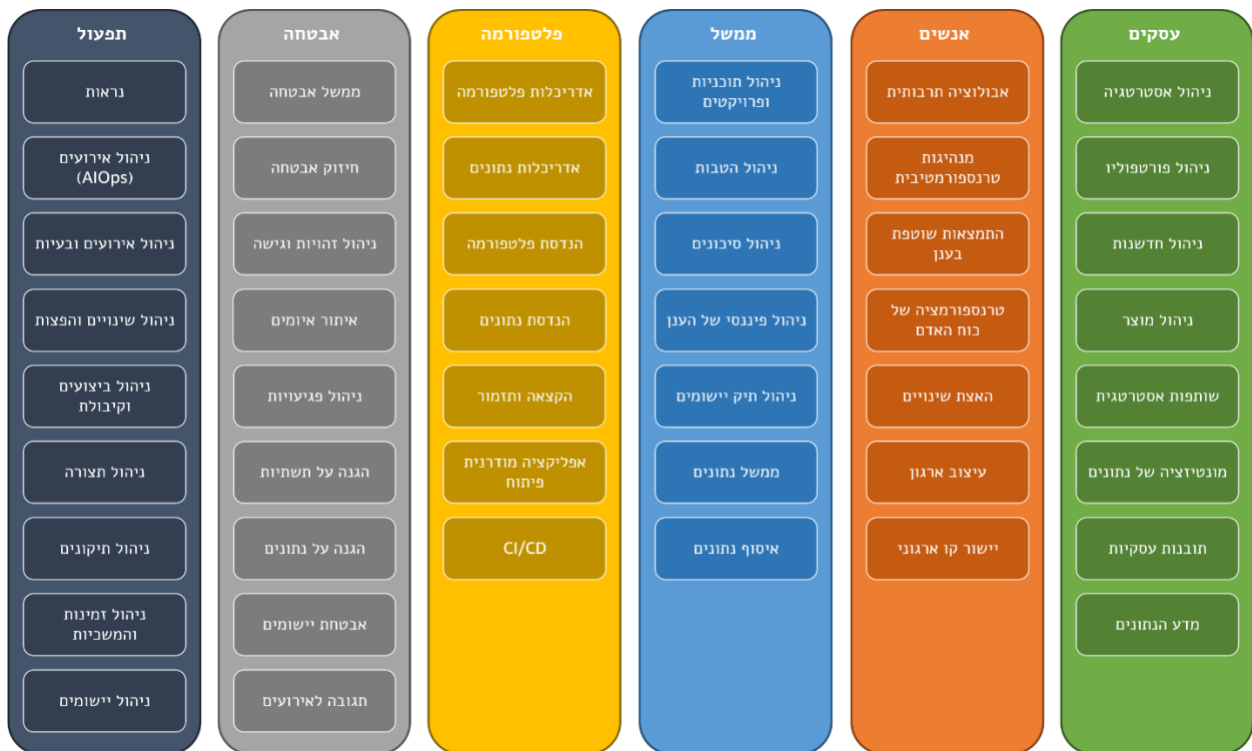 עסקים
ניהול אסטרטגיה
ניהול פורטפוליו
ניהול חדשנות
ניהול מוצר
שותפות אסטרטגית
מונטיזציה של נתונים
תובנות עסקיות
מדע הנתונים
אנשים
אבולוציה תרבותית
מנהיגות
טרנספורמטיבית
התמצאות שוטפת
בענן
טרנספורמציה של
כוח האדם
האצת שינויים
עיצוב ארגון
יישור קו ארגוני
ממשל
ניהול תוכניות
ופרויקטים
ניהול הטבות
ניהול סיכונים
ניהול פיננסי של הענן
ניהול תיק יישומים
ממשל נתונים
איסוף נתונים
פלטפורמה
אדריכלות פלטפורמה
אדריכלות נתונים
הנדסת פלטפורמה
הנדסת נתונים
הקצאה ותזמור
אפליקציה מודרנית
פיתוח
CI/CD
אבטחה
ממשל אבטחה
חיזוק אבטחה
ניהול זהויות וגישה
איתור איומים
ניהול פגיעויות
הגנה על תשתיות
הגנה על נתונים
אבטחת יישומים
תגובה לאירועים
תפעול
נראות
ניהול אירועים
(AIOps)
ניהול אירועים ובעיות
ניהול שינויים והפצות
ניהול ביצועים
וקיבולת
ניהול תצורה
ניהול תיקונים
ניהול זמינות
והמשכיות
ניהול יישומים